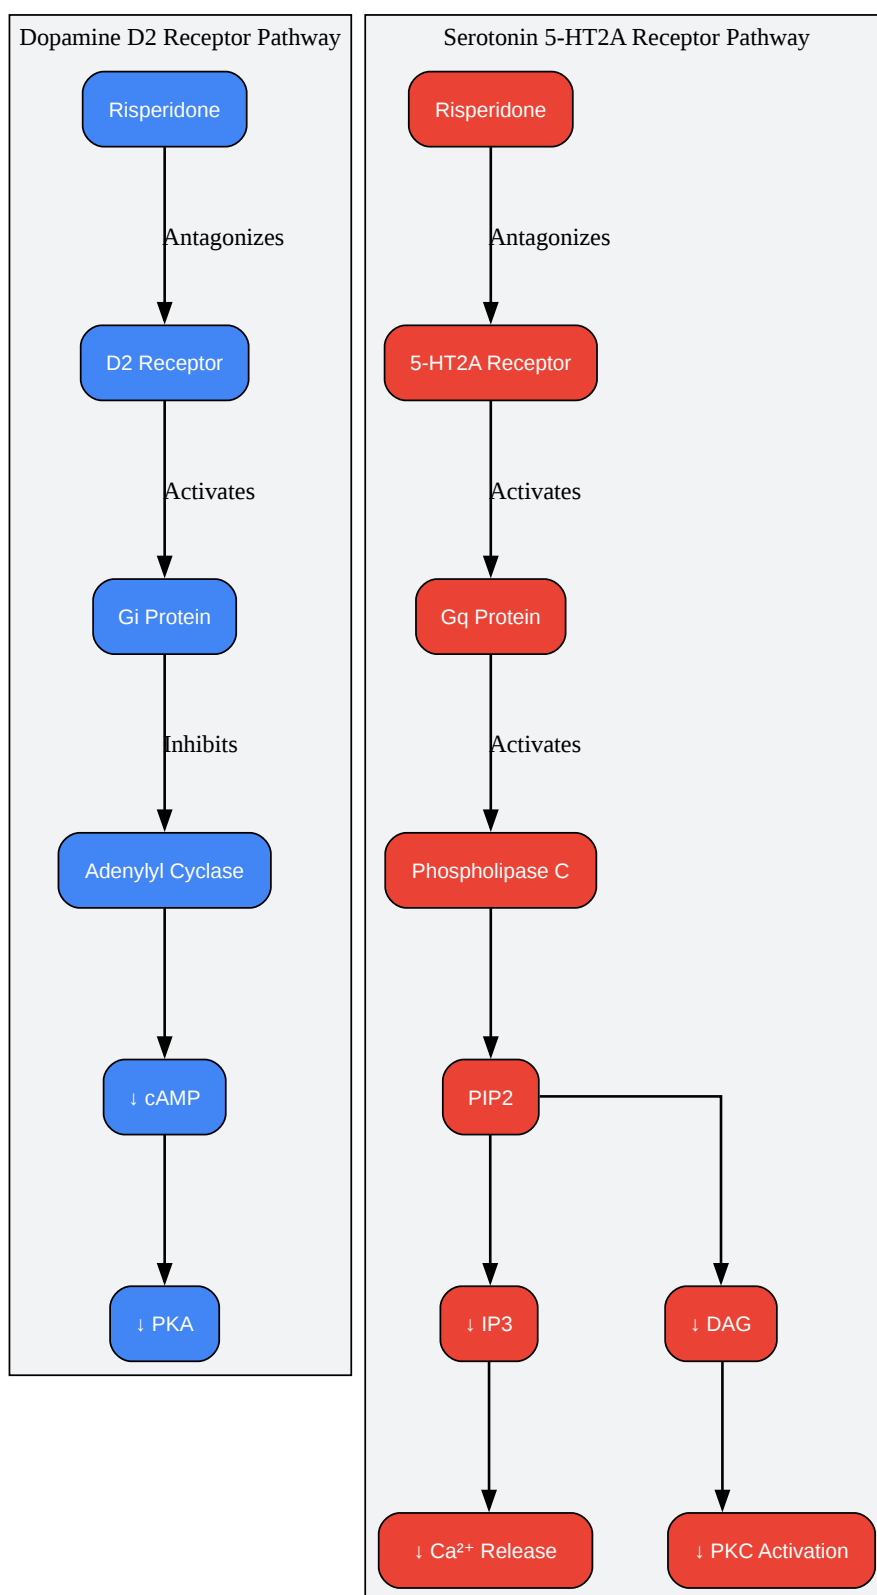 Dopamine D2 Receptor Pathway
Risperidone
Antagonizes
D2 Receptor
Activates
Gi Protein
Inhibits
Adenylyl Cyclase
↓ cAMP
↓ PKA
Serotonin 5-HT2A Receptor Pathway
Risperidone
Antagonizes
5-HT2A Receptor
Activates
Gq Protein
Activates
Phospholipase C
PIP2
↓ IP3
↓ DAG
↓ Ca²⁺ Release
↓ PKC Activation